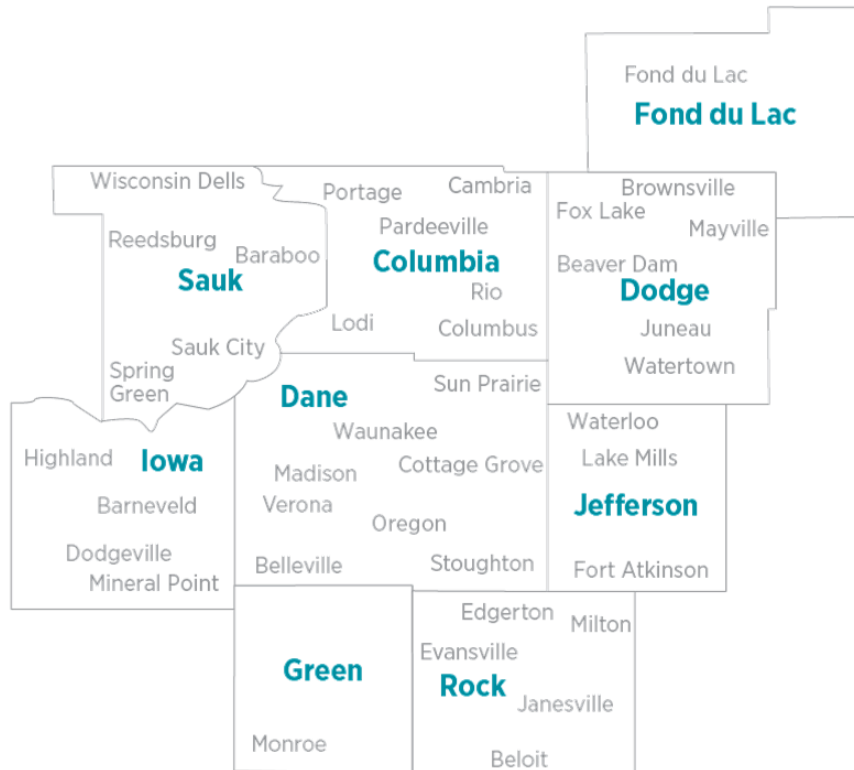 Fond du Lac
Fond du Lac
Wisconsin Dells
Portage
Cambria
Brownsville
Fox Lake
Mayville
Pardeeville
Reedsburg
Baraboo
Columbia
Beaver Dam
Sauk
Dodge
Rio
Lodi
Columbus
Juneau
Sauk City
Watertown
Spring
Green
Sun Prairie
Dane
Waterloo
Waunakee
Highland
Iowa
Lake Mills
Madison
Cottage Grove
Barneveld
Verona
Jefferson
Oregon
Dodgeville
Belleville
Stoughton
Fort Atkinson
Mineral Point
Edgerton
Milton
Evansville
Green
Rock
Janesville
Monroe
Beloit